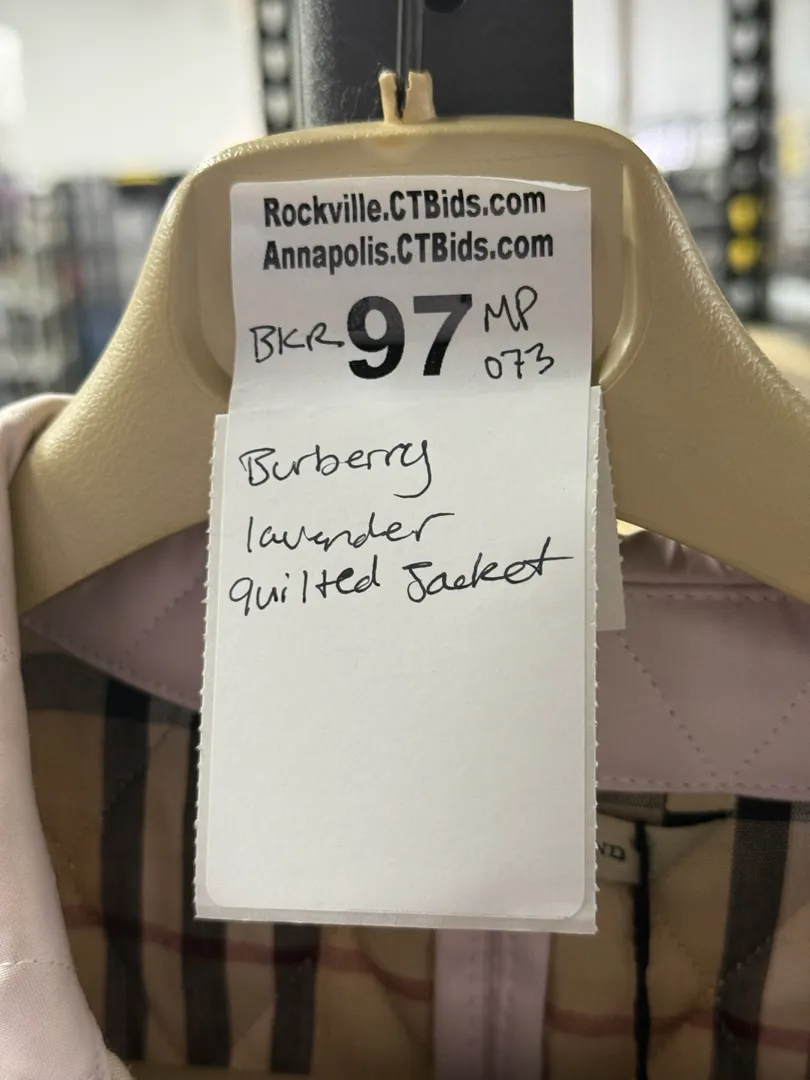 Rockville.CTBids.com
Annapolis.CTBids.com
BKR 97 MP
073
Burberry
lavender
quilted Jacket